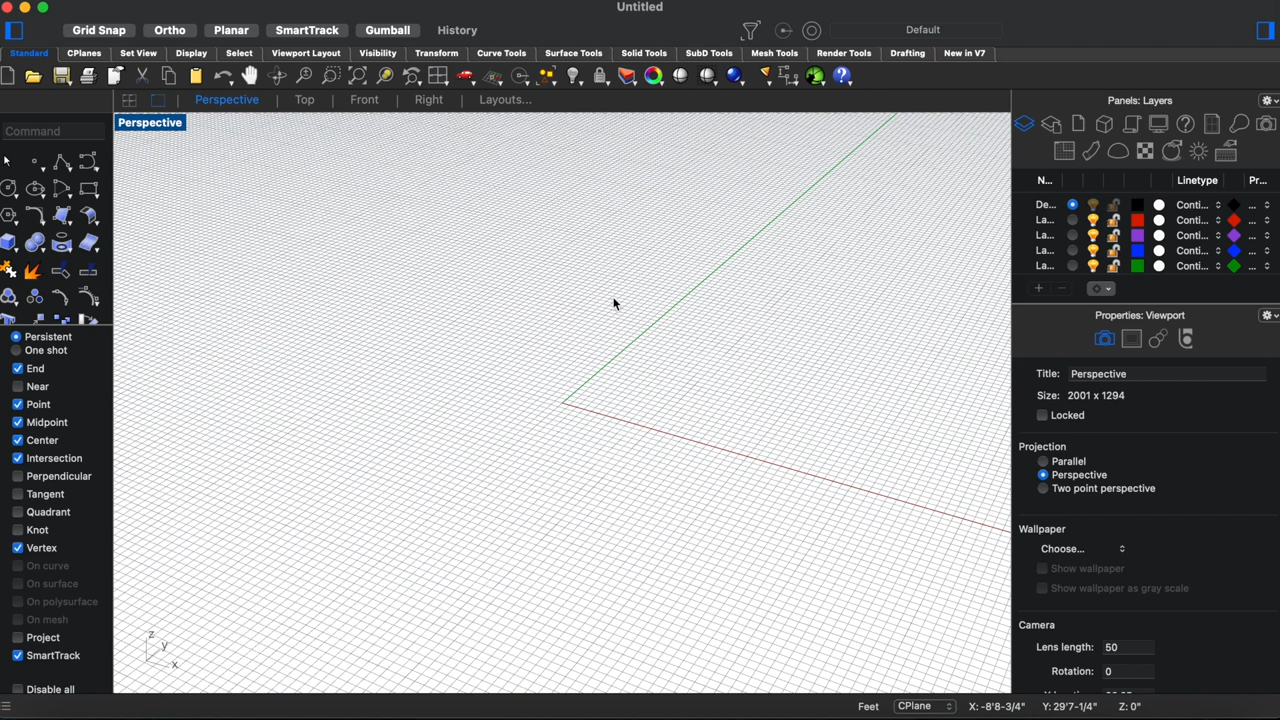 Untitled
Grid Snap Ortho Planar SmartTrack Gumball History Default
Standard CPlanes Set View Display Select Viewport Layout Visibility Transform Curve Tools Surface Tools Solid Tools SubD Tools Mesh Tools Render Tools Drafting New in V7
Perspective Top Front Right Layouts...
Panels: Layers
Perspective
Command
N... Linetype Pr...
De... Conti... ...
La... Conti... ...
La... Conti... ...
La... Conti... ...
La... Conti... ...
Properties: Viewport
Persistent
One shot
End
Near
Point
Midpoint
Center
Intersection
Perpendicular
Tangent
Quadrant
Knot
Vertex
On curve
On surface
On polysurface
On mesh
Project
SmartTrack
Disable all
Title: Perspective
Size: 2001 x 1294
Locked
Projection
Parallel
Perspective
Two point perspective
Wallpaper
Choose...
Show wallpaper
Show wallpaper as gray scale
Camera
Lens length: 50
Rotation: 0
z
y
x
Feet CPlane X: -8'8-3/4" Y: 29'7-1/4" Z: 0"